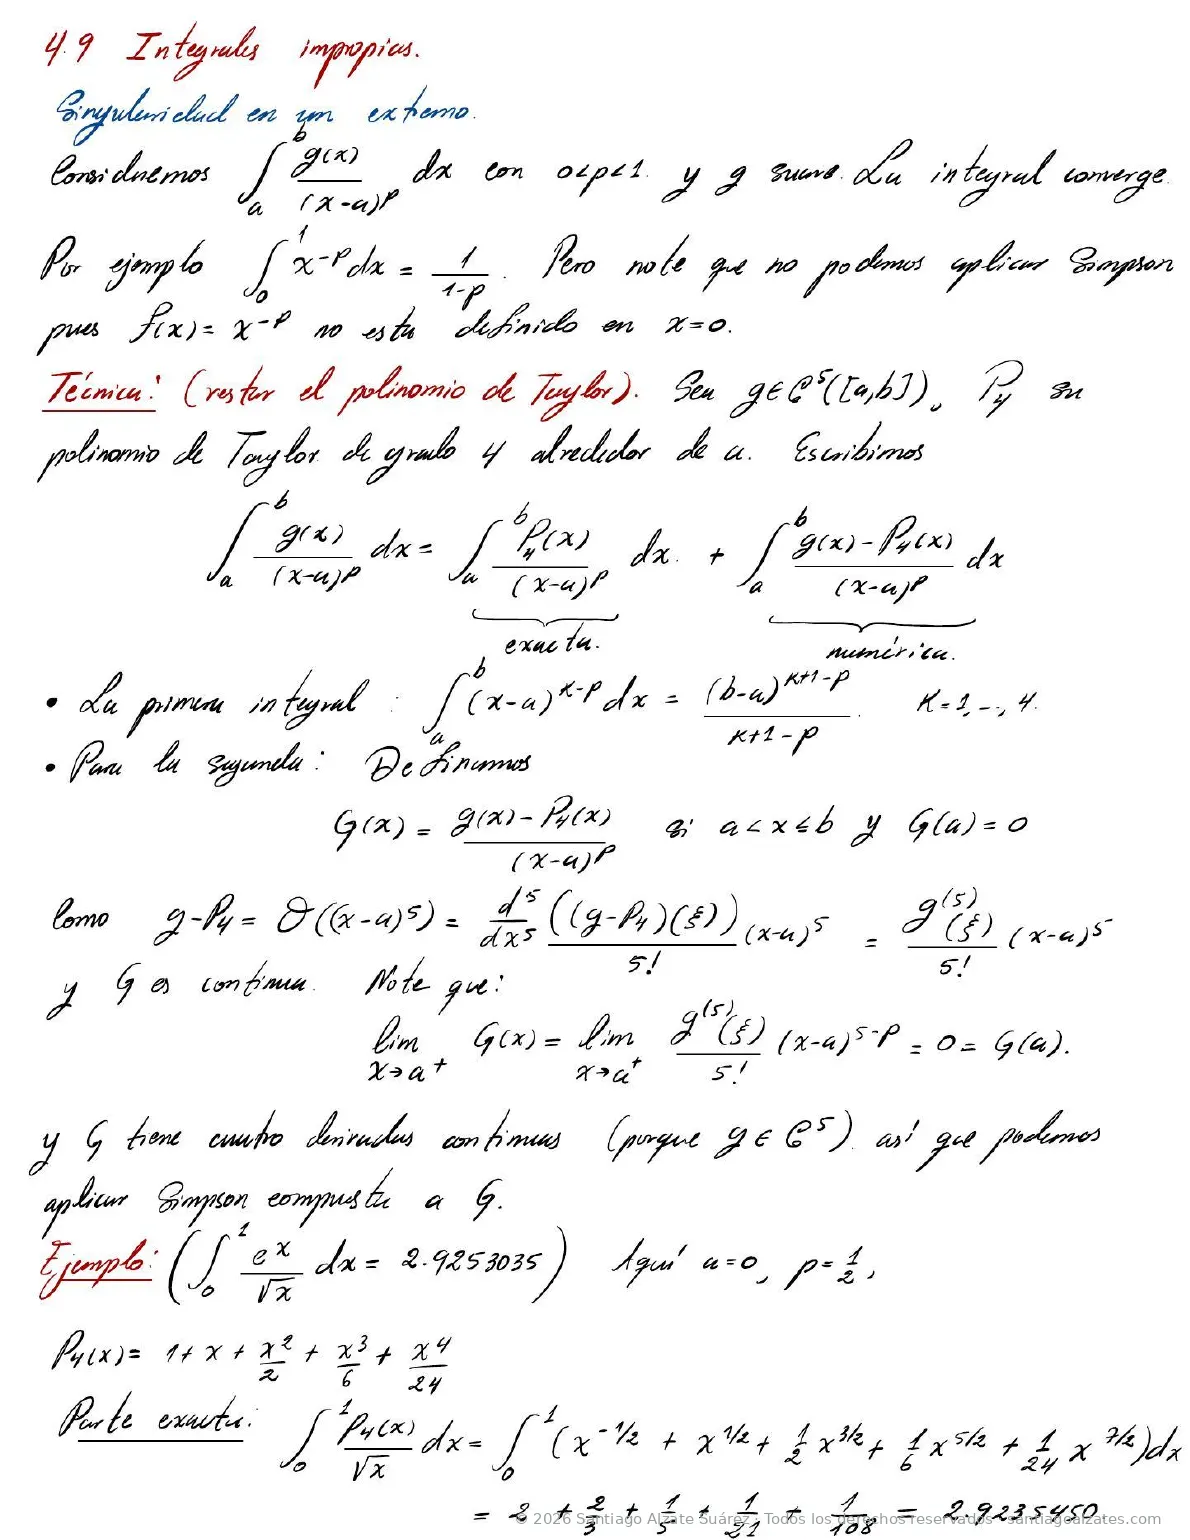 4.9 Integrales impropias.
Singularidad en un extremo.
Consideremos ∫_a^b g(x)/(x-a)^p dx con 0<p<1. y g suave. La integral converge.
Por ejemplo ∫_0^1 x^{-p} dx = 1/(1-p). Pero note que no podemos aplicar Simpson
pues f(x) = x^{-p} no esta definido en x=0.
Técnica: (restar el polinomio de Taylor). Sea g∈C^5([a,b]), P_4 su
polinomio de Taylor de grado 4 alrededor de a. Escribimos
∫_a^b g(x)/(x-a)^p dx = ∫_a^b P_4(x)/(x-a)^p dx. + ∫_a^b (g(x)-P_4(x))/(x-a)^p dx
exacta. numérica.
• La primera integral : ∫_a^b (x-a)^{k-p} dx = (b-a)^{k+1-p}/(k+1-p). k=1,...,4.
• Para la segunda: Definamos
G(x) = (g(x)-P_4(x))/(x-a)^p si a<x≤b y G(a)=0
Como g-P_4 = O((x-a)^5) = d^5/dx^5 ((g-P_4)(ξ))/5! (x-a)^5 = g^{(5)}(ξ)/5! (x-a)^5
y G es continua. Note que:
lim_{x→a^+} G(x) = lim_{x→a^+} g^{(5)}(ξ)/5! (x-a)^{5-p} = 0 = G(a).
y G tiene cuatro derivadas continuas (porque g∈C^5). así que podemos
aplicar Simpson compuesta a G.
Ejemplo: (∫_0^1 e^x/√x dx = 2.9253035) Aquí a=0, p=1/2,
P_4(x) = 1+x+x^2/2+x^3/6+x^4/24
Parte exacta: ∫_0^1 P_4(x)/√x dx = ∫_0^1 (x^{-1/2} + x^{1/2} + 1/2 x^{3/2} + 1/6 x^{5/2} + 1/24 x^{7/2})dx
= 2 + 2/3 + 1/5 + 1/21 + 1/108 = 2.9235450
© 2026 Santiago Alzate Suárez · Todos los derechos reservados · santiagoalzates.com